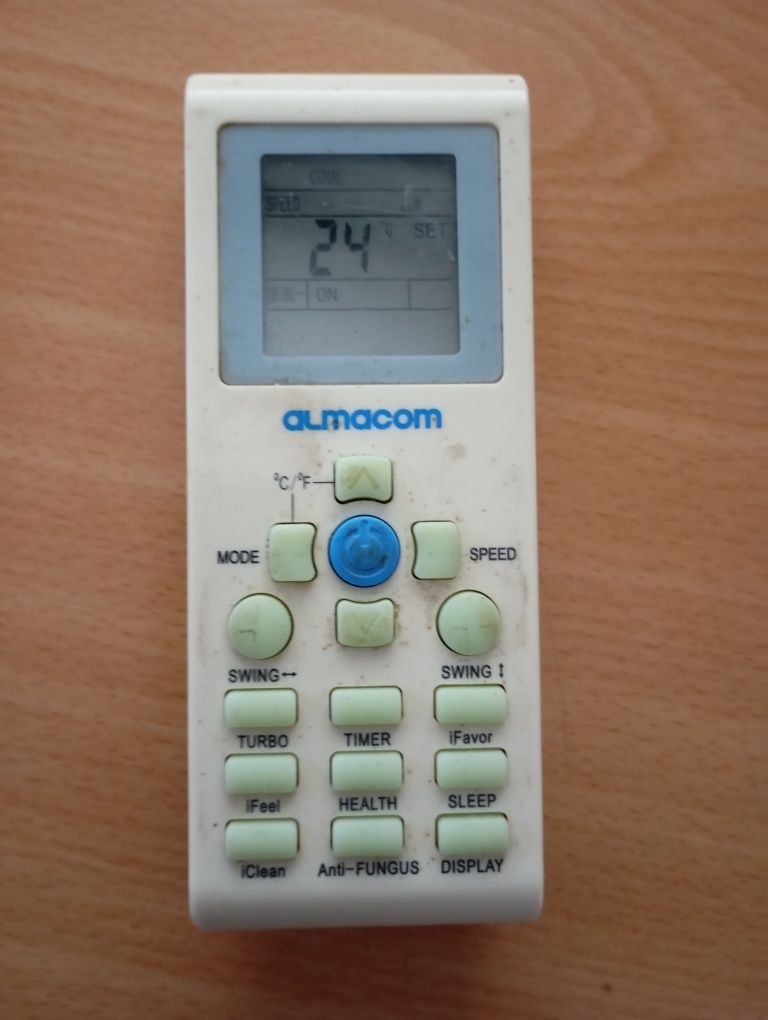 COOL
SPEED LOW
24 °C SET
ON
almacom
°C/°F
MODE SPEED
SWING↔ SWING↕
TURBO TIMER iFavor
iFeel HEALTH SLEEP
iClean Anti-FUNGUS DISPLAY